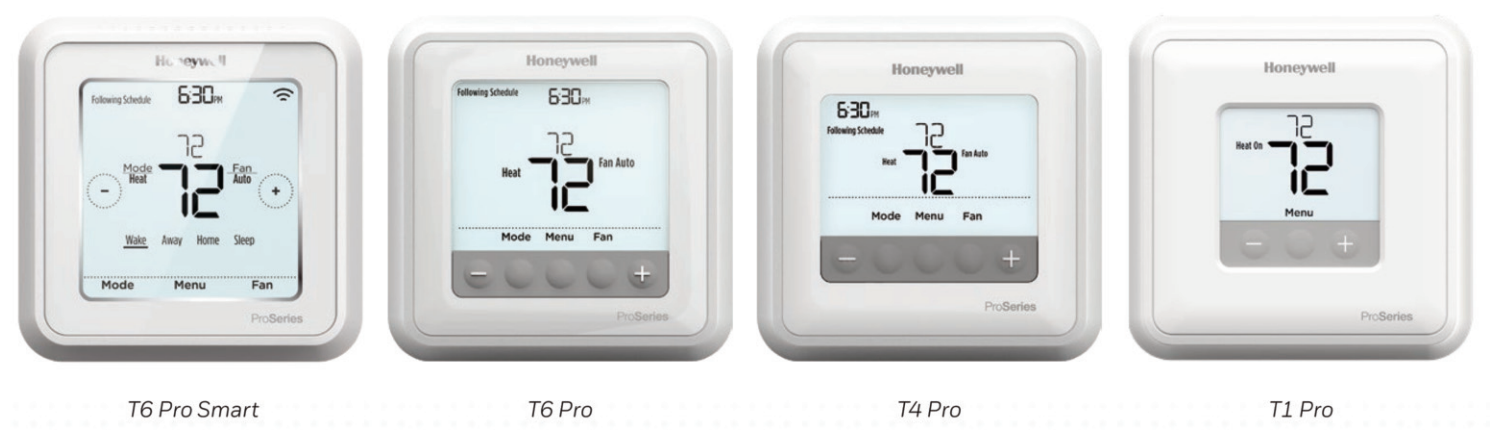 Honeywell
Following Schedule
6:30PM
72
Mode
Heat
72
Fan
Auto
-
+
Wake Away Home Sleep
Mode Menu Fan
ProSeries
T6 Pro Smart
Honeywell
Following Schedule
6:30PM
72
Heat
72
Fan Auto
Mode Menu Fan
- +
ProSeries
T6 Pro
Honeywell
6:30PM
Following Schedule
72
Heat
72
Fan Auto
Mode Menu Fan
- +
ProSeries
T4 Pro
Honeywell
72
Heat On
72
Menu
- +
ProSeries
T1 Pro